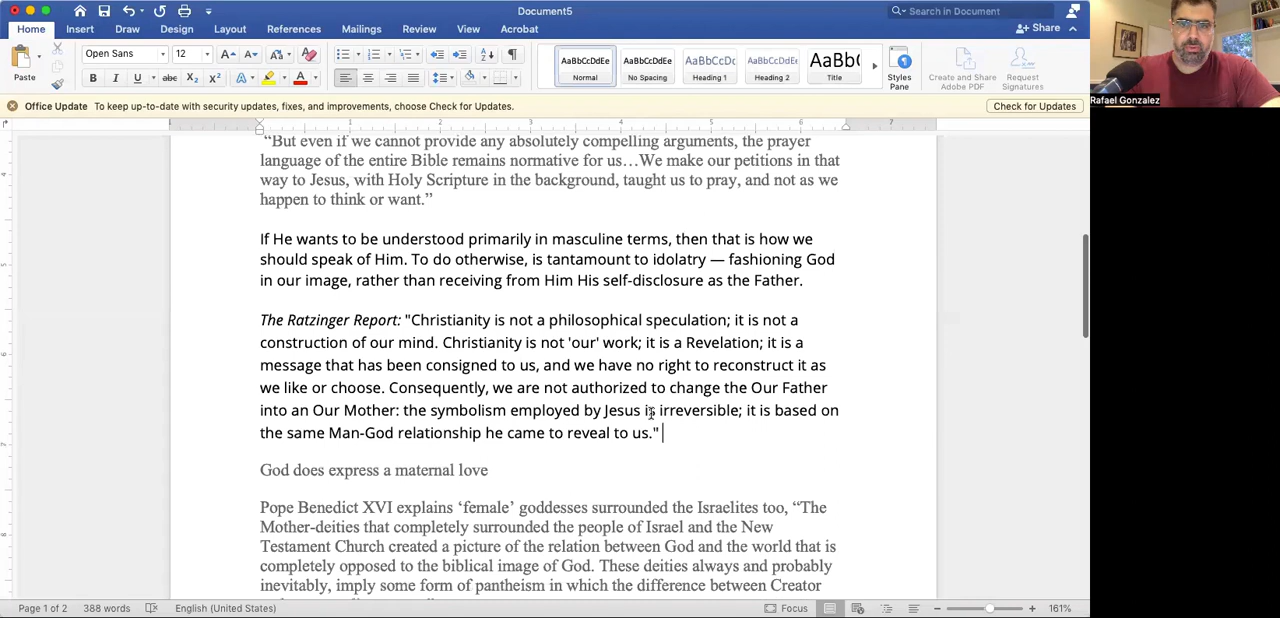 Document5
Search in Document
Home Insert Draw Design Layout References Mailings Review View Acrobat
Share
Paste
Open Sans 12
AaBbCcDdEe Normal
AaBbCcDdEe No Spacing
AaBbCcDc Heading 1
AaBbCcDdEe Heading 2
AaBb( Title
Styles Pane
Create and Share Adobe PDF
Request Signatures
Rafael Gonzalez
Office Update To keep up-to-date with security updates, fixes, and improvements, choose Check for Updates.
Check for Updates
1 1 2 3 4 5 6 7
“But even if we cannot provide any absolutely compelling arguments, the prayer
language of the entire Bible remains normative for us…We make our petitions in that
way to Jesus, with Holy Scripture in the background, taught us to pray, and not as we
happen to think or want.”
If He wants to be understood primarily in masculine terms, then that is how we
should speak of Him. To do otherwise, is tantamount to idolatry — fashioning God
in our image, rather than receiving from Him His self-disclosure as the Father.
The Ratzinger Report: "Christianity is not a philosophical speculation; it is not a
construction of our mind. Christianity is not 'our' work; it is a Revelation; it is a
message that has been consigned to us, and we have no right to reconstruct it as
we like or choose. Consequently, we are not authorized to change the Our Father
into an Our Mother: the symbolism employed by Jesus is irreversible; it is based on
the same Man-God relationship he came to reveal to us."
God does express a maternal love
Pope Benedict XVI explains ‘female’ goddesses surrounded the Israelites too, “The
Mother-deities that completely surrounded the people of Israel and the New
Testament Church created a picture of the relation between God and the world that is
completely opposed to the biblical image of God. These deities always and probably
inevitably, imply some form of pantheism in which the difference between Creator
Page 1 of 2 388 words English (United States) Focus 161%